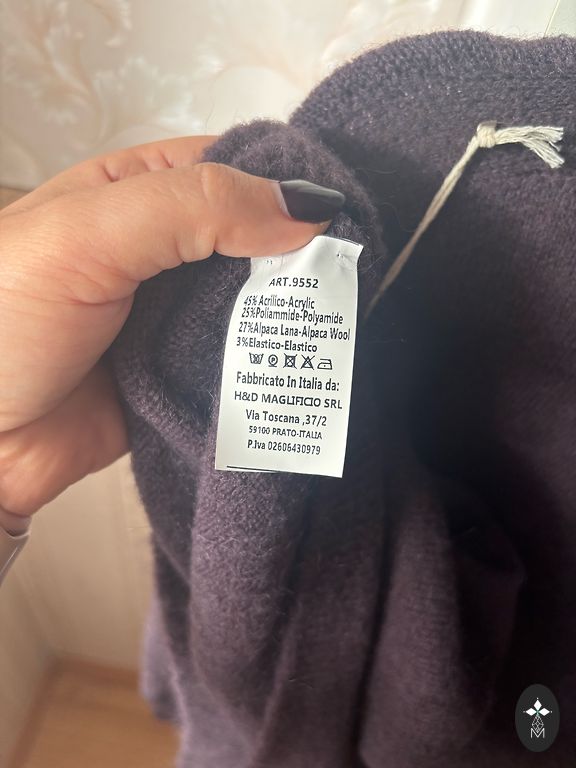 ART.9552
45% Acrilico-Acrylic
25%Poliammide-Polyamide
27%Alpaca Lana-Alpaca Wool
3%Elastico-Elastico
Fabbricato In Italia da:
H&D MAGLIFICIO SRL
Via Toscana ,37/2
59100 PRATO-ITALIA
P.Iva 02606430979
M